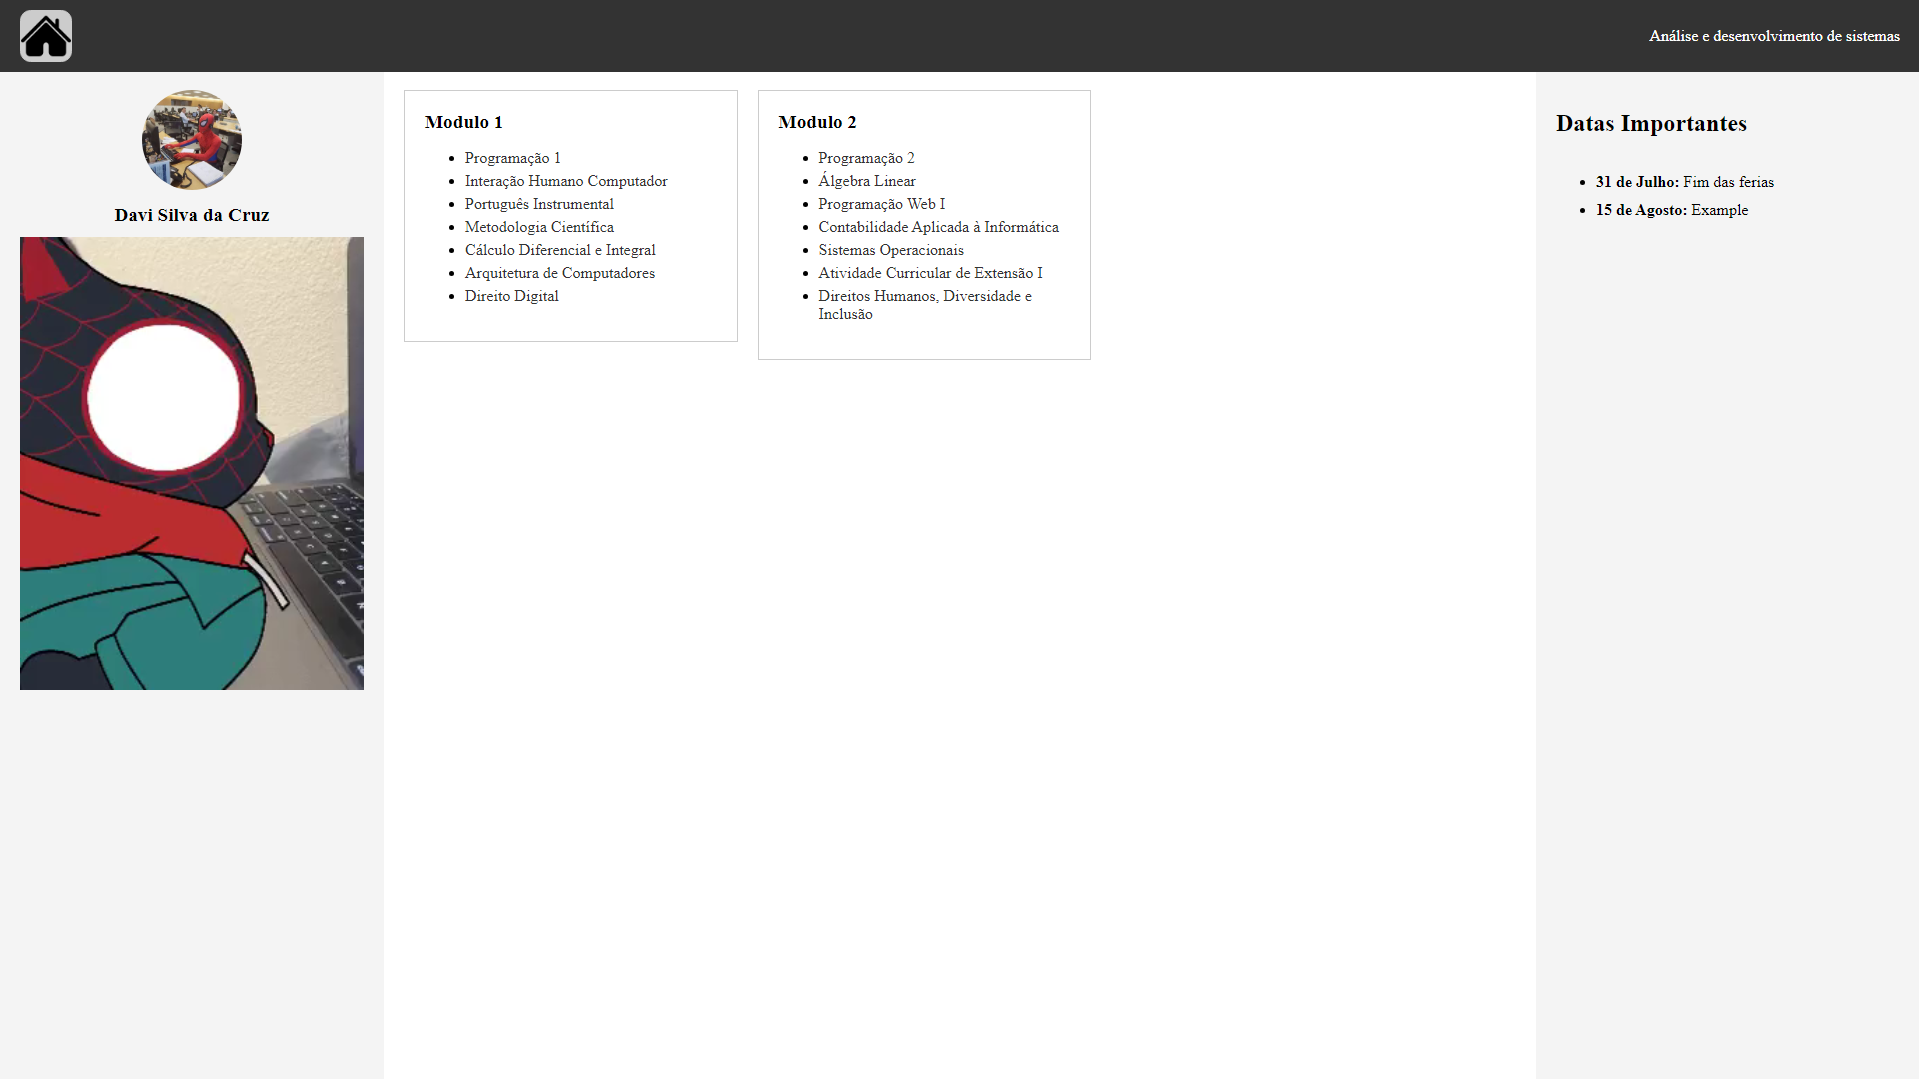 Análise e desenvolvimento de sistemas
Davi Silva da Cruz
Modulo 1
Programação 1
Interação Humano Computador
Português Instrumental
Metodologia Científica
Cálculo Diferencial e Integral
Arquitetura de Computadores
Direito Digital
Modulo 2
Programação 2
Álgebra Linear
Programação Web I
Contabilidade Aplicada à Informática
Sistemas Operacionais
Atividade Curricular de Extensão I
Direitos Humanos, Diversidade e
Inclusão
Datas Importantes
31 de Julho: Fim das ferias
15 de Agosto: Example